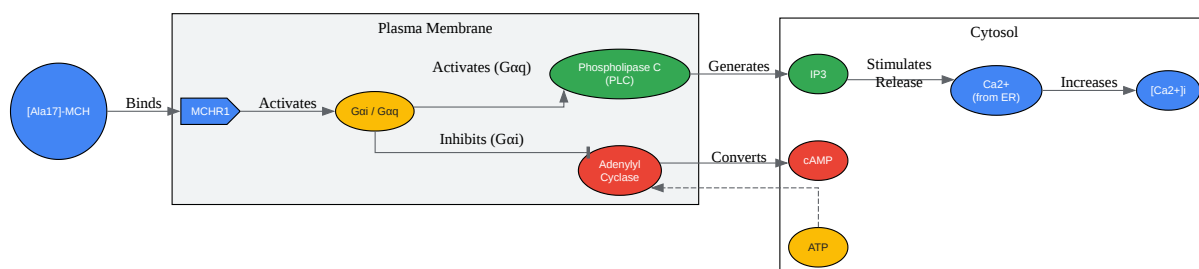 Plasma Membrane
Cytosol
[Ala17]-MCH
Binds
MCHR1
Activates
Gαi / Gαq
Activates (Gαq)
Phospholipase C
(PLC)
Generates
IP3
Stimulates
Release
Ca2+
(from ER)
Increases
[Ca2+]i
Inhibits (Gαi)
Adenylyl
Cyclase
Converts
cAMP
ATP